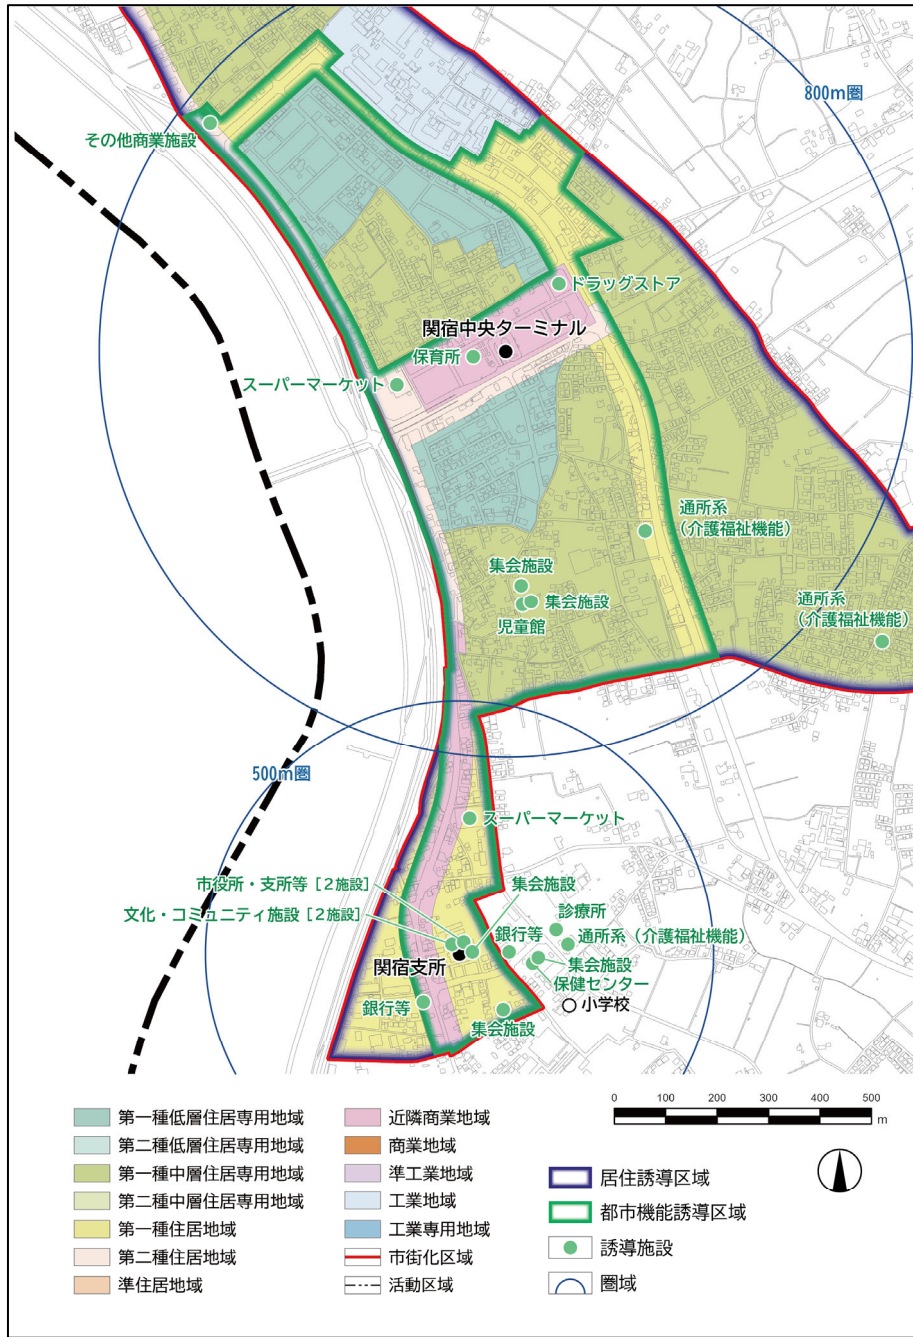 800m圏
その他商業施設
ドラッグストア
関宿中央ターミナル
保育所
スーパーマーケット
通所系
(介護福祉機能)
集会施設
集会施設
児童館
通所系
(介護福祉機能)
500m圏
スーパーマーケット
市役所・支所等[2施設]
集会施設
文化・コミュニティ施設[2施設]
診療所
銀行等
通所系(介護福祉機能)
関宿支所
集会施設
保健センター
銀行等
小学校
集会施設
第一種低層住居専用地域
第二種低層住居専用地域
第一種中層住居専用地域
第二種中層住居専用地域
第一種住居地域
第二種住居地域
準住居地域
近隣商業地域
商業地域
準工業地域
工業地域
工業専用地域
市街化区域
活動区域
0 100 200 300 400 500
m
居住誘導区域
都市機能誘導区域
誘導施設
圏域